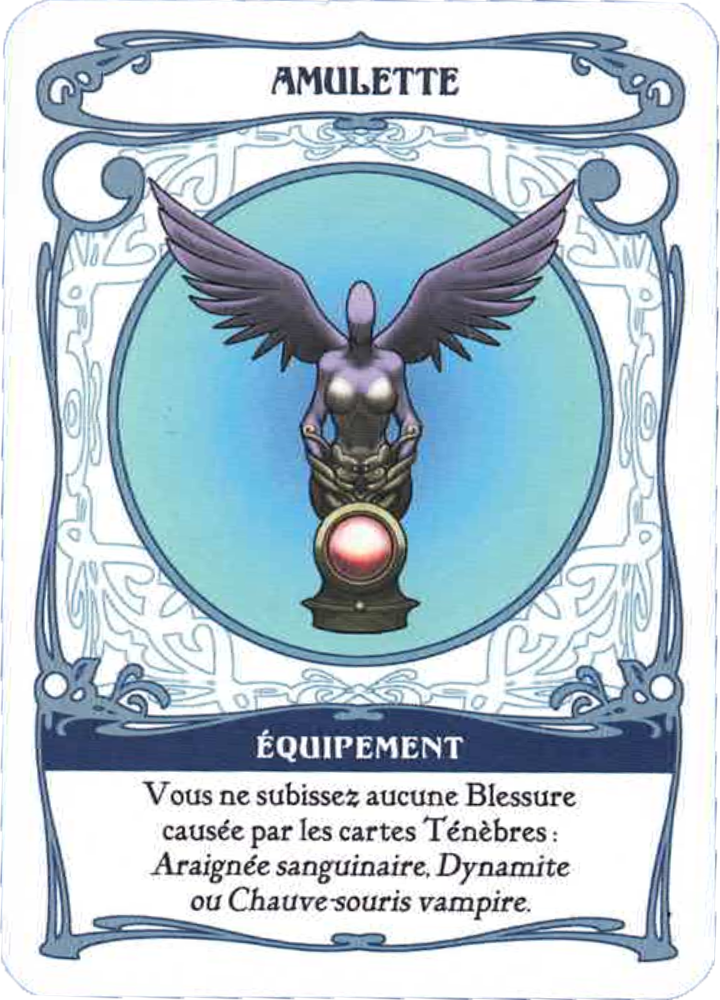 AMULETTE
ÉQUIPEMENT
Vous ne subissez aucune Blessure
causée par les cartes Ténèbres :
Araignée sanguinaire, Dynamite
ou Chauve-souris vampire.